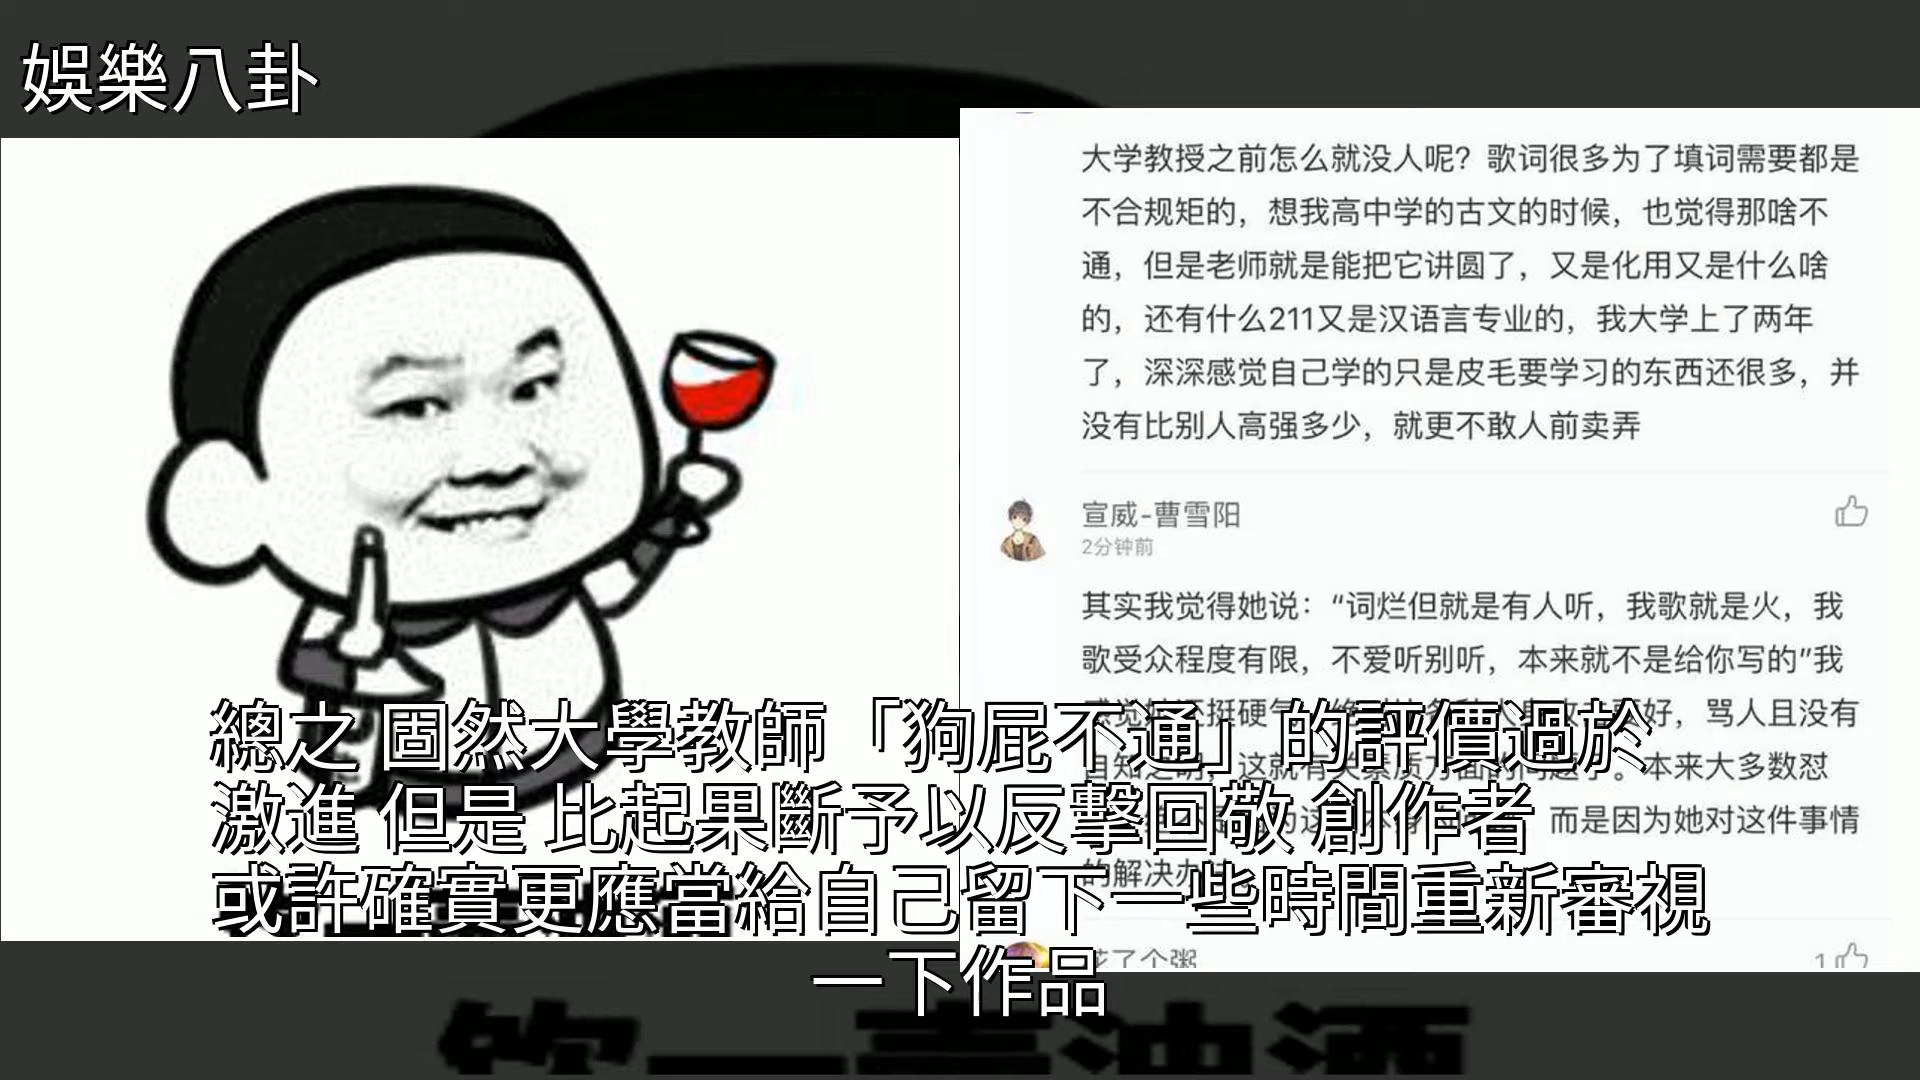 娛樂八卦
大学教授之前怎么就没人呢？歌词很多为了填词需要都是
不合规矩的，想我高中学的古文的时候，也觉得那啥不
通，但是老师就是能把它讲圆了，又是化用又是什么啥
的，还有什么211又是汉语言专业的，我大学上了两年
了，深深感觉自己学的只是皮毛要学习的东西还很多，并
没有比别人高强多少，就更不敢人前卖弄
宣威-曹雪阳
2分钟前
其实我觉得她说：“词烂但就是有人听，我歌就是火，我
歌受众程度有限，不爱听别听，本来就不是给你写的”我
好，骂人且没有
本来大多数怼
而是因为她对这件事情
的解决办
花了个粥
1
總之 固然大學教師「狗屁不通」的評價過於
激進 但是 比起果斷予以反擊回敬 創作者
或許確實更應當給自己留下一些時間重新審視
一下作品